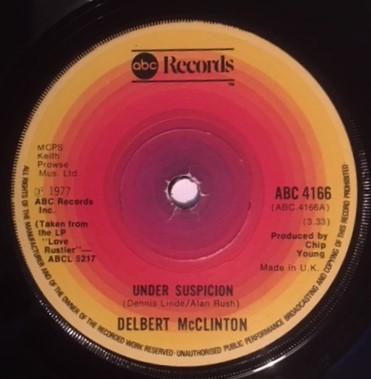 abc Records
TM
MCPS
Keith
Prowse
Mus. Ltd.
℗ 1977
ABC Records
Inc.
(Taken from
the LP
"Love
Rustler"—
ABCL 5217
ABC 4166
(ABC.4166A)
(3.33)
Produced by
Chip
Young
Made in U.K.
UNDER SUSPICION
(Dennis Linde/Alan Rush)
DELBERT McCLINTON
ALL RIGHTS OF THE MANUFACTURER AND OF THE OWNER OF THE RECORDED WORK RESERVED·UNAUTHORISED PUBLIC PERFORMANCE BROADCASTING AND COPYING OF THIS RECORD PROHIBITED